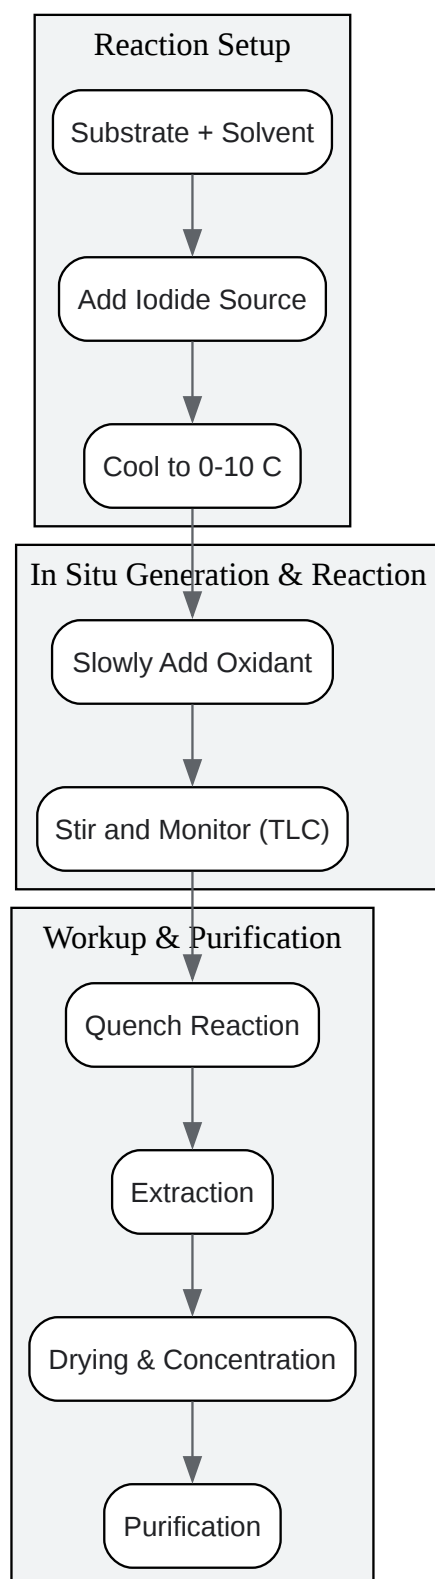 Reaction Setup
Substrate + Solvent
Add Iodide Source
Cool to 0-10 C
In Situ Generation & Reaction
Slowly Add Oxidant
Stir and Monitor (TLC)
Workup & Purification
Quench Reaction
Extraction
Drying & Concentration
Purification